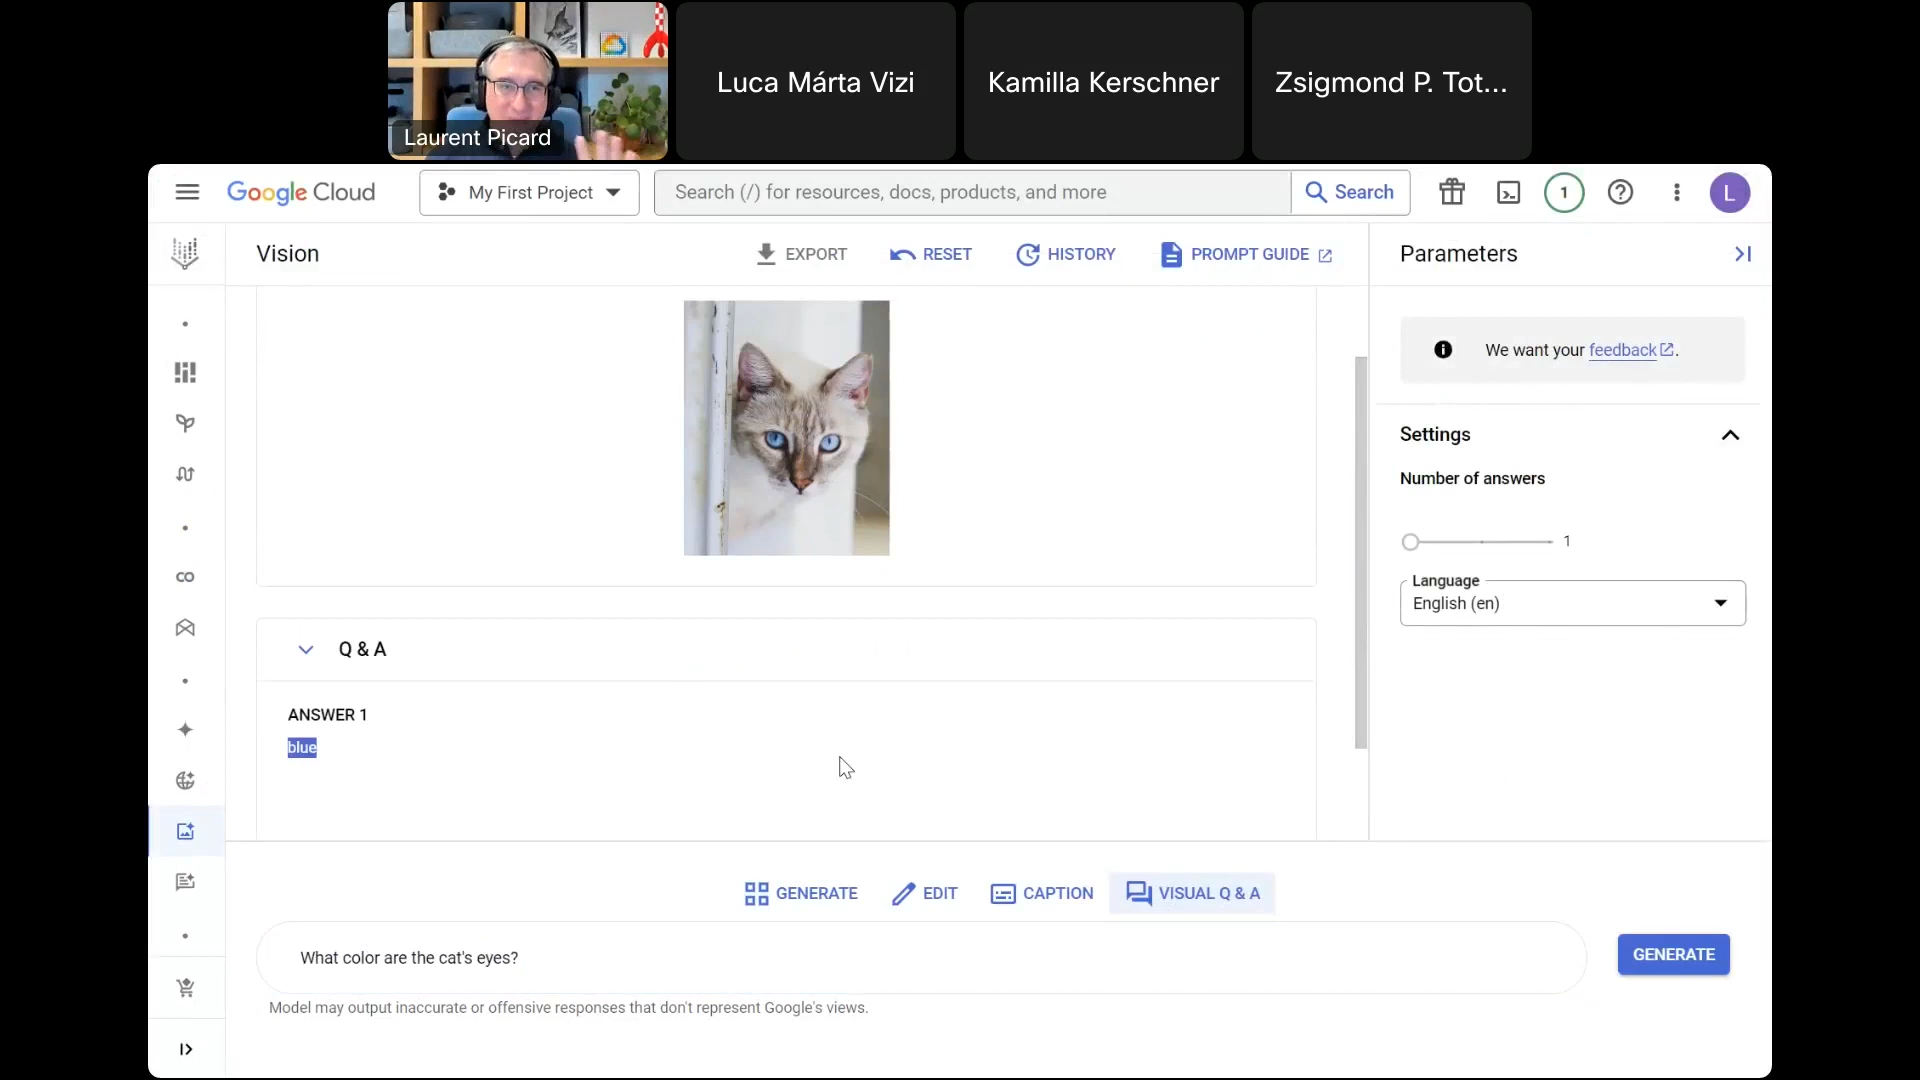 Laurent Picard
Luca Márta Vizi
Kamilla Kerschner
Zsigmond P. Tot...
Google Cloud
My First Project
Search (/) for resources, docs, products, and more
Search
1
L
Vision
EXPORT
RESET
HISTORY
PROMPT GUIDE
Parameters
We want your feedback.
Settings
Number of answers
1
Language
English (en)
Q & A
ANSWER 1
blue
GENERATE
EDIT
CAPTION
VISUAL Q & A
What color are the cat's eyes?
GENERATE
Model may output inaccurate or offensive responses that don't represent Google's views.